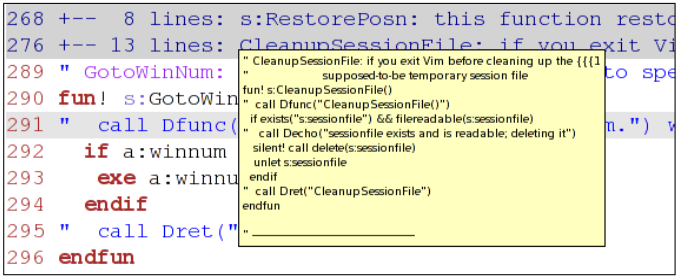 268 +--  8 lines: s:RestorePosn: this function resto
276 +-- 13 lines: CleanupSessionFile: if you exit Vi
289 " GotoWinNum: to spe
290 fun! s:GotoWin
291 "  call Dfunc( m.") w
292   if a:winnum
293    exe a:winnu
294   endif
295 "  call Dret("
296 endfun
" CleanupSessionFile: if you exit Vim before cleaning up the {{{1
"                     supposed-to-be temporary session file
fun! s:CleanupSessionFile()
"  call Dfunc("CleanupSessionFile()")
  if exists("s:sessionfile") && filereadable(s:sessionfile)
"   call Decho("sessionfile exists and is readable; deleting it")
   silent! call delete(s:sessionfile)
   unlet s:sessionfile
  endif
"  call Dret("CleanupSessionFile")
endfun
"